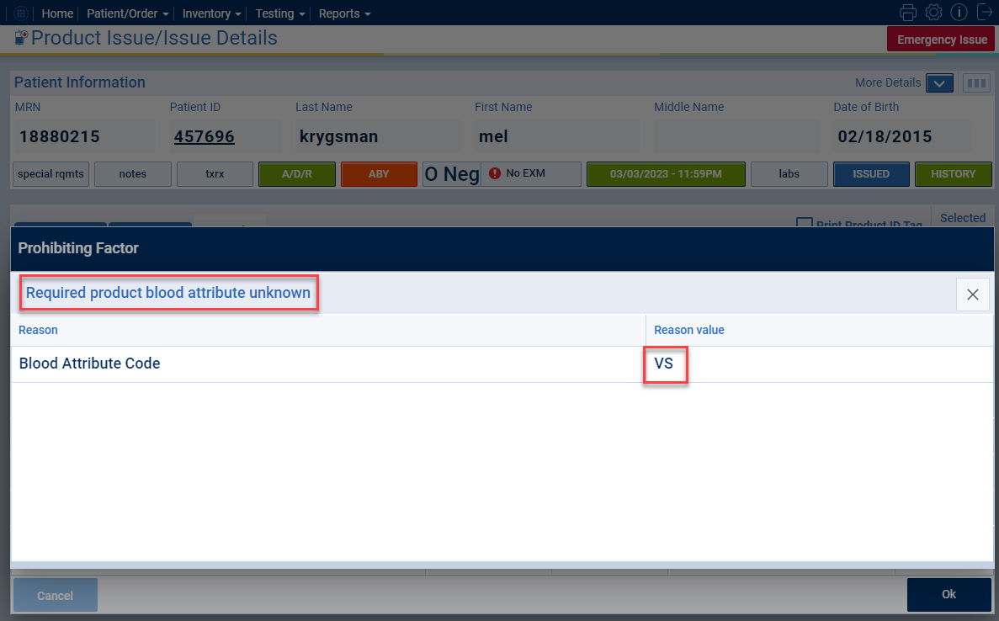 Home Patient/Order Inventory Testing Reports
Product Issue/Issue Details
Emergency Issue
Patient Information
More Details
MRN Patient ID Last Name First Name Middle Name Date of Birth
18880215 457696 krygsman mel 02/18/2015
special rqmts notes txrx A/D/R ABY O Neg No EXM 03/03/2023 - 11:59PM labs ISSUED HISTORY
Print Product ID Tag Selected
Prohibiting Factor
Required product blood attribute unknown
Reason Reason value
Blood Attribute Code VS
Cancel Ok